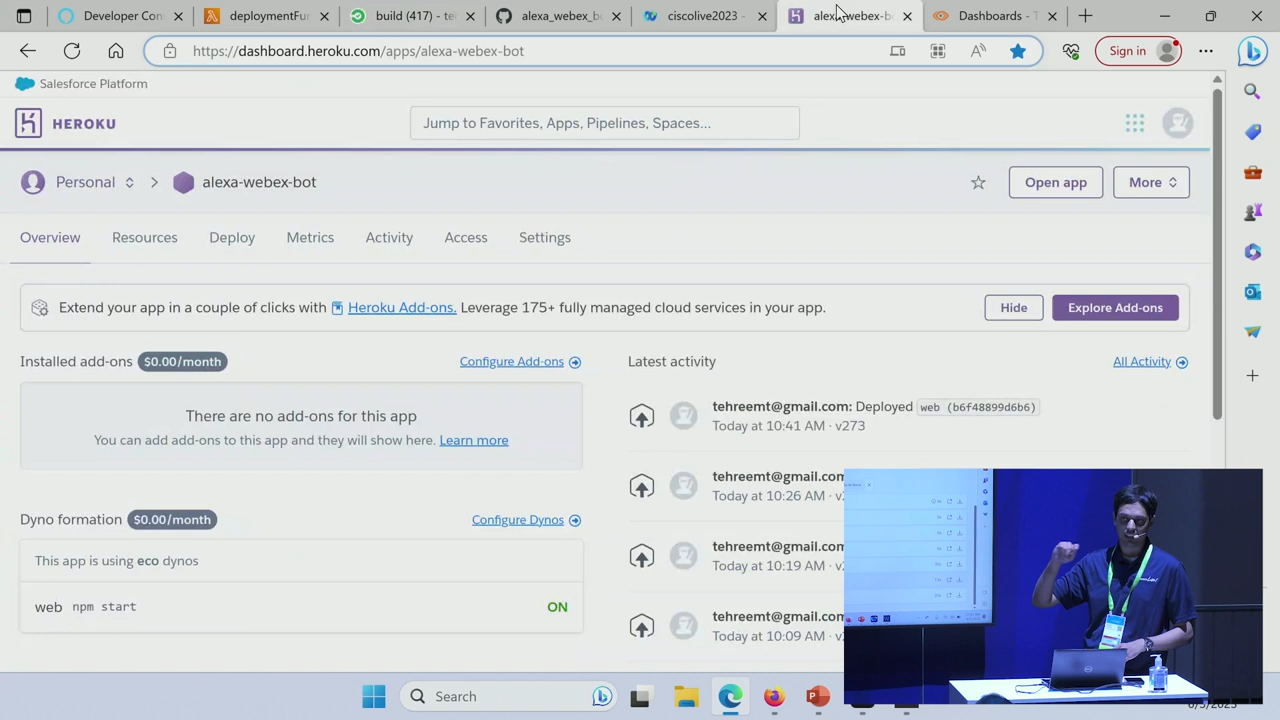 Developer Con
deploymentFu
build (417) - te
alexa_webex_b
ciscolive2023 -
alexa-webex-b
Dashboards - T
https://dashboard.heroku.com/apps/alexa-webex-bot
Sign in
Salesforce Platform
HEROKU
Jump to Favorites, Apps, Pipelines, Spaces...
Personal
alexa-webex-bot
Open app
More
Overview
Resources
Deploy
Metrics
Activity
Access
Settings
Extend your app in a couple of clicks with Heroku Add-ons. Leverage 175+ fully managed cloud services in your app.
Hide
Explore Add-ons
Installed add-ons $0.00/month
Configure Add-ons
There are no add-ons for this app
You can add add-ons to this app and they will show here. Learn more
Dyno formation $0.00/month
Configure Dynos
This app is using eco dynos
web npm start
ON
Latest activity
All Activity
tehreemt@gmail.com: Deployed web (b6f48899d6b6)
Today at 10:41 AM · v273
tehreemt@gmail.com
Today at 10:26 AM · v2
tehreemt@gmail.com
Today at 10:19 AM · v2
tehreemt@gmail.com
Today at 10:09 AM · v
Search